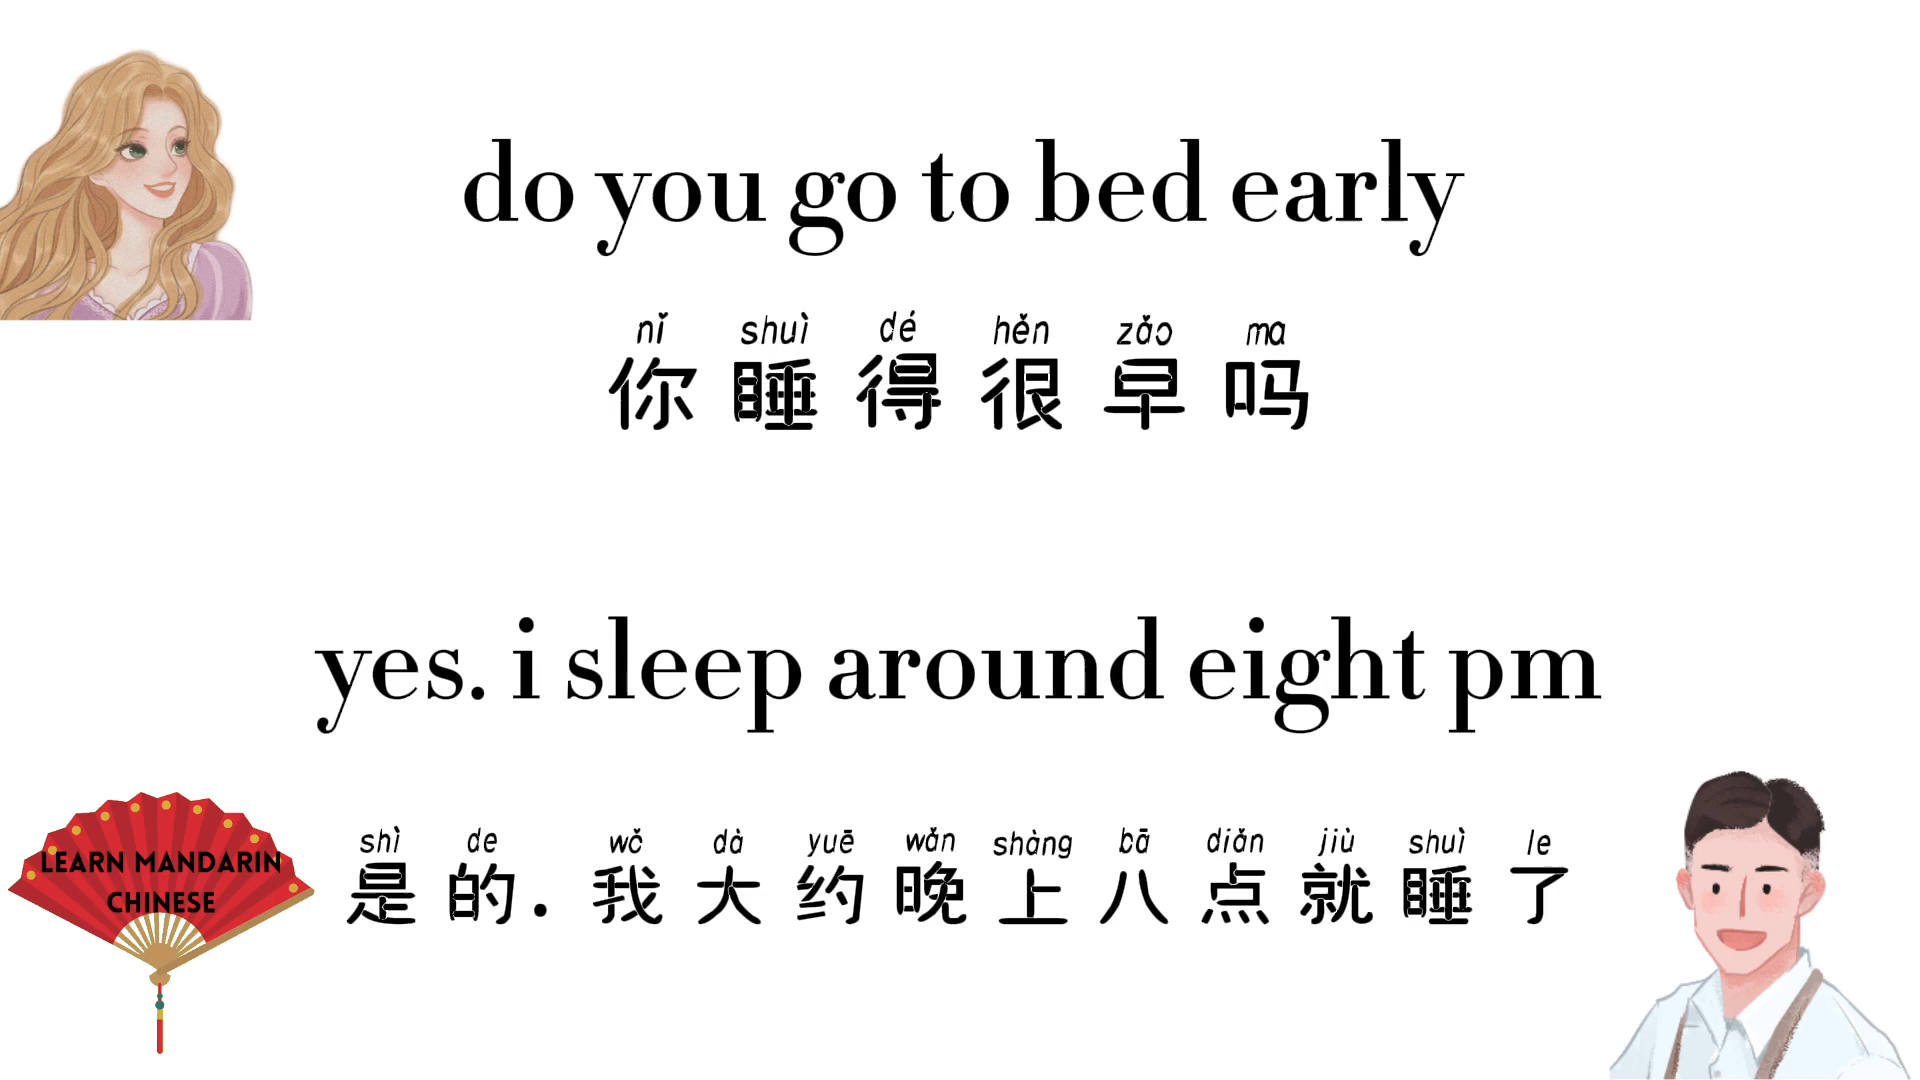 do you go to bed early
nǐ shuì dé hěn zǎo ma
你睡得很早吗
yes. i sleep around eight pm
shì de wǒ dà yuē wǎn shàng bā diǎn jiù shuì le
是的. 我大约晚上八点就睡了
LEARN MANDARIN
CHINESE